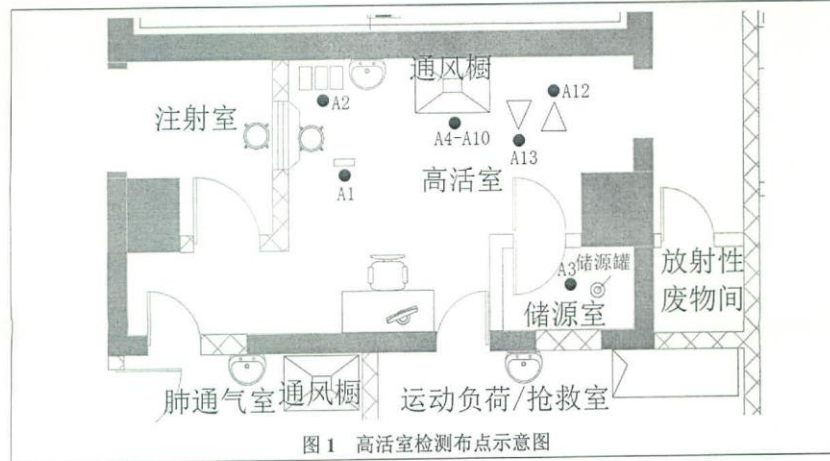 通风橱
A12
A2
注射室
A4-A10
A13
高活室
A1
放射性
废物间
A3
储源罐
储源室
肺通气室
通风橱
运动负荷/抢救室
图1 高活室检测布点示意图